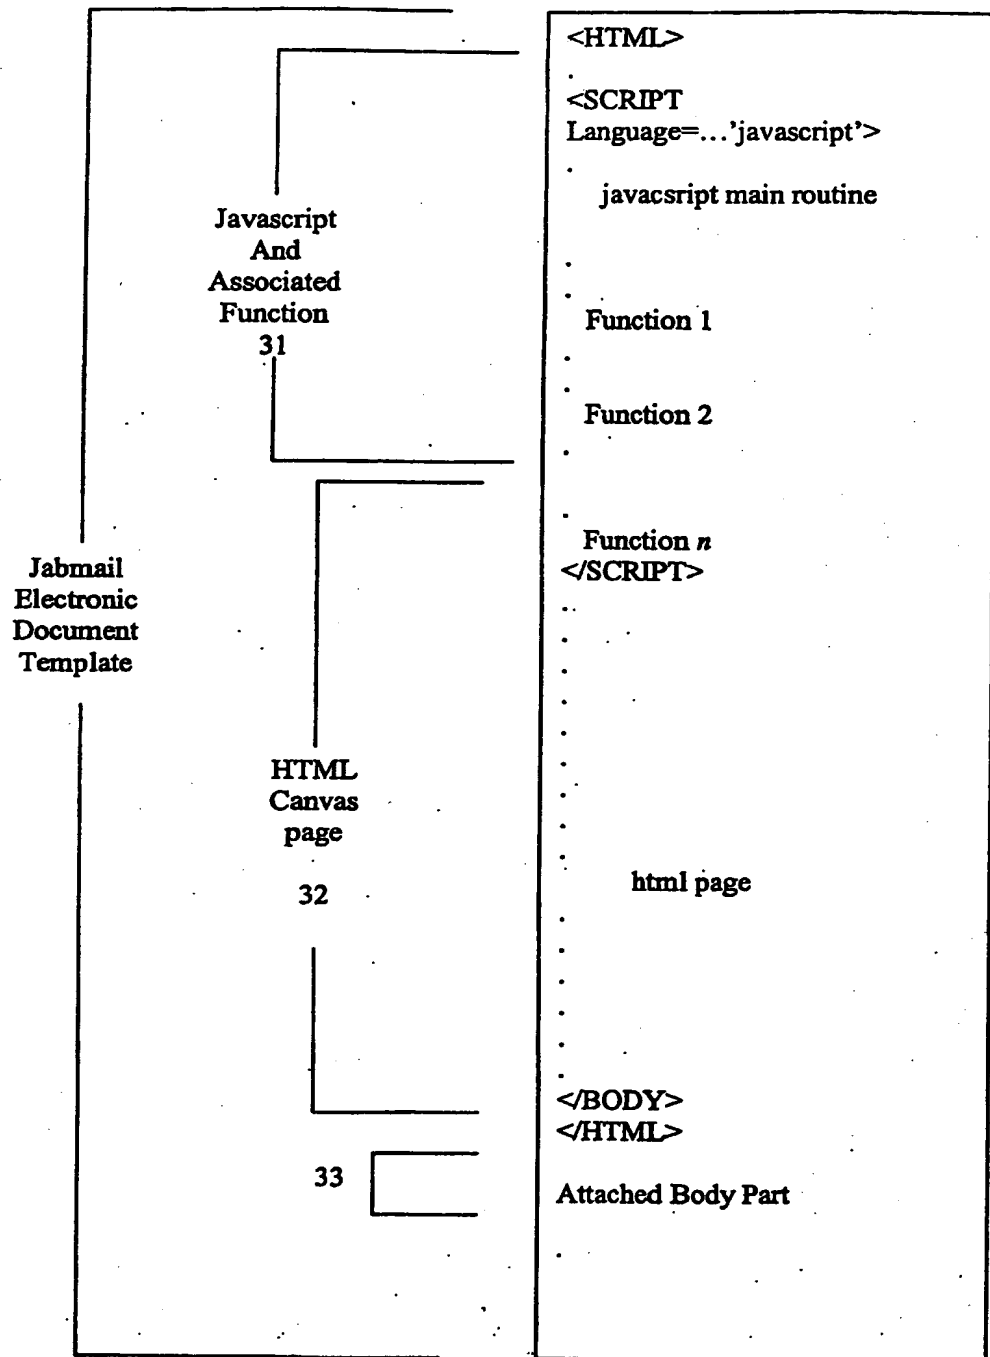 <HTML>
.
<SCRIPT
Language=...'javascript'>
.
javacsript main routine
.
.
Function 1
.
.
Function 2
.
.
Function n
</SCRIPT>
.
.
.
.
.
.
.
.
.
html page
.
.
.
.
.
.
</BODY>
</HTML>
Attached Body Part
.
Javascript
And
Associated
Function
31
Jabmail
Electronic
Document
Template
HTML
Canvas
page
32
33